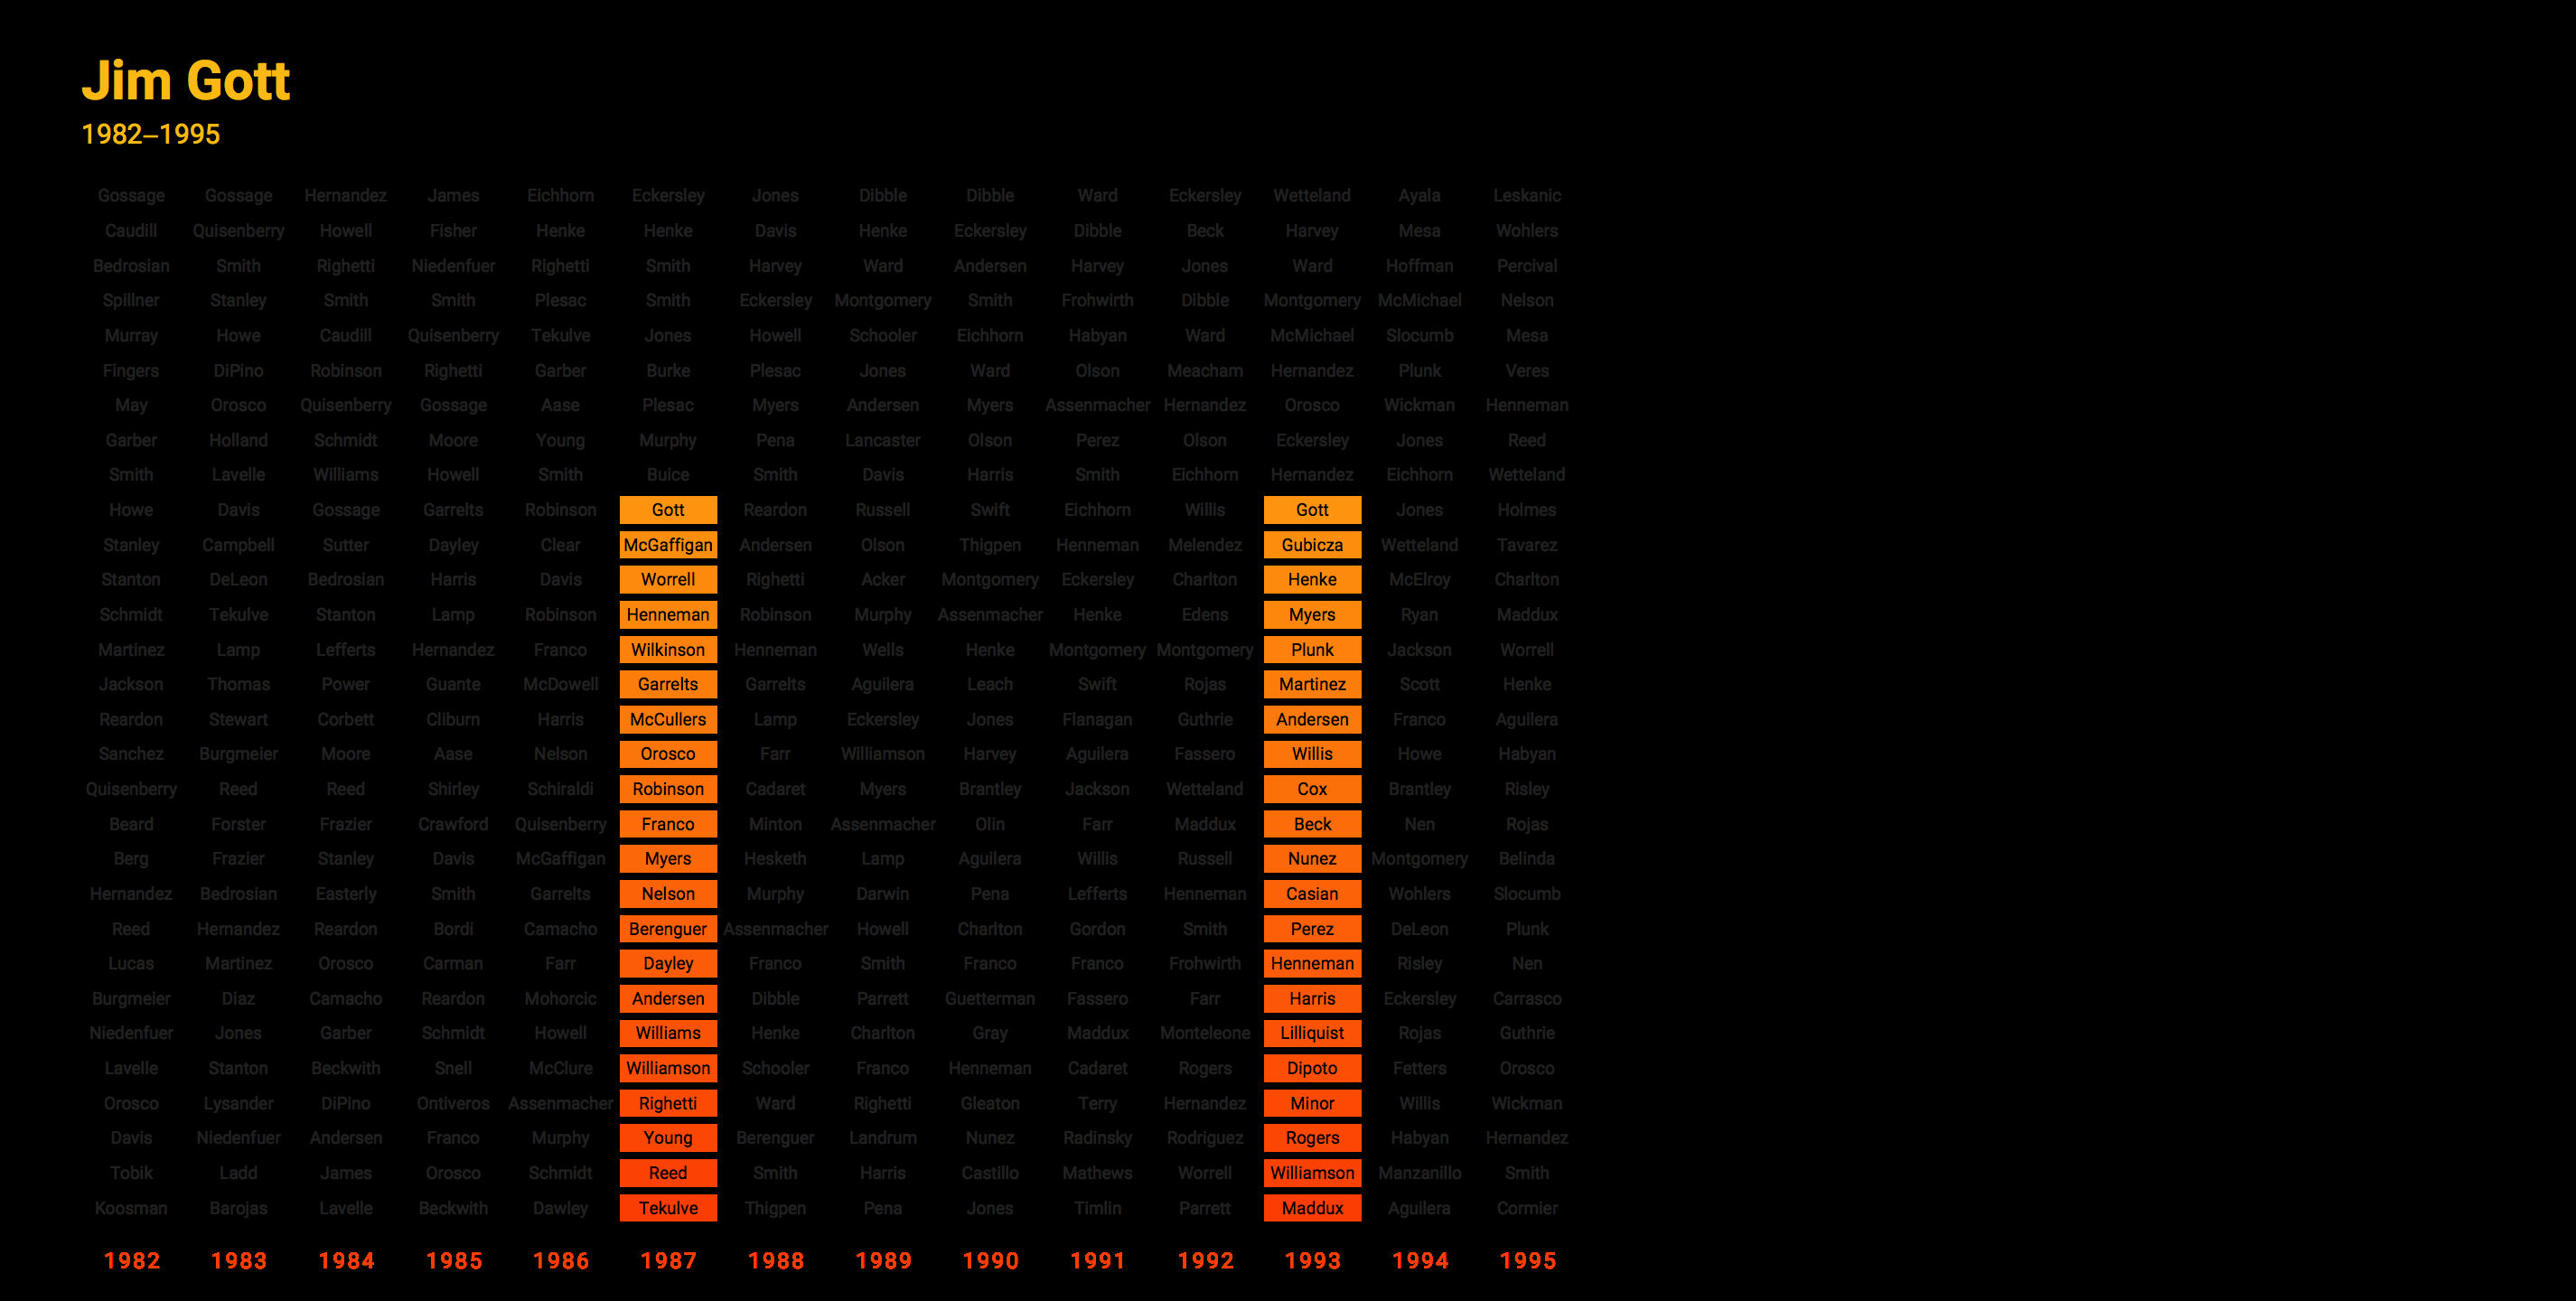 Jim Gott
1982–1995
Gossage Gossage Hernandez James Eichhorn Eckersley Jones Dibble Dibble Ward Eckersley Wetteland Ayala Leskanic
Caudill Quisenberry Howell Fisher Henke Henke Davis Henke Eckersley Dibble Beck Harvey Mesa Wohlers
Bedrosian Smith Righetti Niedenfuer Righetti Smith Harvey Ward Andersen Harvey Jones Ward Hoffman Percival
Spillner Stanley Smith Smith Plesac Smith Eckersley Montgomery Smith Frohwirth Dibble Montgomery McMichael Nelson
Murray Howe Caudill Quisenberry Tekulve Jones Howell Schooler Eichhorn Habyan Ward McMichael Slocumb Mesa
Fingers DiPino Robinson Righetti Garber Burke Plesac Jones Ward Olson Meacham Hernandez Plunk Veres
May Orosco Quisenberry Gossage Aase Plesac Myers Andersen Myers Assenmacher Hernandez Orosco Wickman Henneman
Garber Holland Schmidt Moore Young Murphy Pena Lancaster Olson Perez Olson Eckersley Jones Reed
Smith Lavelle Williams Howell Smith Buice Smith Davis Harris Smith Eichhorn Hernandez Eichhorn Wetteland
Howe Davis Gossage Garrelts Robinson Gott Reardon Russell Swift Eichhorn Willis Gott Jones Holmes
Stanley Campbell Sutter Dayley Clear McGaffigan Andersen Olson Thigpen Henneman Melendez Gubicza Wetteland Tavarez
Stanton DeLeon Bedrosian Harris Davis Worrell Righetti Acker Montgomery Eckersley Charlton Henke McElroy Charlton
Schmidt Tekulve Stanton Lamp Robinson Henneman Robinson Murphy Assenmacher Henke Edens Myers Ryan Maddux
Martinez Lamp Lefferts Hernandez Franco Wilkinson Henneman Wells Henke Montgomery Montgomery Plunk Jackson Worrell
Jackson Thomas Power Guante McDowell Garrelts Garrelts Aguilera Leach Swift Rojas Martinez Scott Henke
Reardon Stewart Corbett Cliburn Harris McCullers Lamp Eckersley Jones Flanagan Guthrie Andersen Franco Aguilera
Sanchez Burgmeier Moore Aase Nelson Orosco Farr Williamson Harvey Aguilera Fassero Willis Howe Habyan
Quisenberry Reed Reed Shirley Schiraldi Robinson Cadaret Myers Brantley Jackson Wetteland Cox Brantley Risley
Beard Forster Frazier Crawford Quisenberry Franco Minton Assenmacher Olin Farr Maddux Beck Nen Rojas
Berg Frazier Stanley Davis McGaffigan Myers Hesketh Lamp Aguilera Willis Russell Nunez Montgomery Belinda
Hernandez Bedrosian Easterly Smith Garrelts Nelson Murphy Darwin Pena Lefferts Henneman Casian Wohlers Slocumb
Reed Hernandez Reardon Bordi Camacho Berenguer Assenmacher Howell Charlton Gordon Smith Perez DeLeon Plunk
Lucas Martinez Orosco Carman Farr Dayley Franco Smith Franco Franco Frohwirth Henneman Risley Nen
Burgmeier Diaz Camacho Reardon Mohorcic Andersen Dibble Parrett Guetterman Fassero Farr Harris Eckersley Carrasco
Niedenfuer Jones Garber Schmidt Howell Williams Henke Charlton Gray Maddux Monteleone Lilliquist Rojas Guthrie
Lavelle Stanton Beckwith Snell McClure Williamson Schooler Franco Henneman Cadaret Rogers Dipoto Fetters Orosco
Orosco Lysander DiPino Ontiveros Assenmacher Righetti Ward Righetti Gleaton Terry Hernandez Minor Willis Wickman
Davis Niedenfuer Andersen Franco Murphy Young Berenguer Landrum Nunez Radinsky Rodriguez Rogers Habyan Hernandez
Tobik Ladd James Orosco Schmidt Reed Smith Harris Castillo Mathews Worrell Williamson Manzanillo Smith
Koosman Barojas Lavelle Beckwith Dawley Tekulve Thigpen Pena Jones Timlin Parrett Maddux Aguilera Cormier
1982 1983 1984 1985 1986 1987 1988 1989 1990 1991 1992 1993 1994 1995